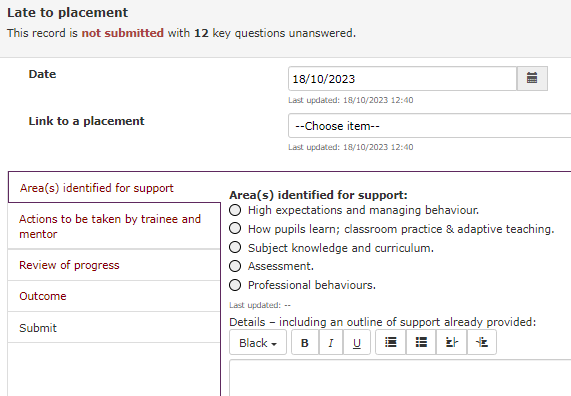 Late to placement
This record is not submitted with 12 key questions unanswered.
Date
18/10/2023
Last updated: 18/10/2023 12:40
Link to a placement
--Choose item--
Last updated: 18/10/2023 12:40
Area(s) identified for support
Actions to be taken by trainee and
mentor
Review of progress
Outcome
Submit
Area(s) identified for support:
High expectations and managing behaviour.
How pupils learn; classroom practice & adaptive teaching.
Subject knowledge and curriculum.
Assessment.
Professional behaviours.
Last updated: --
Details – including an outline of support already provided:
Black B I U